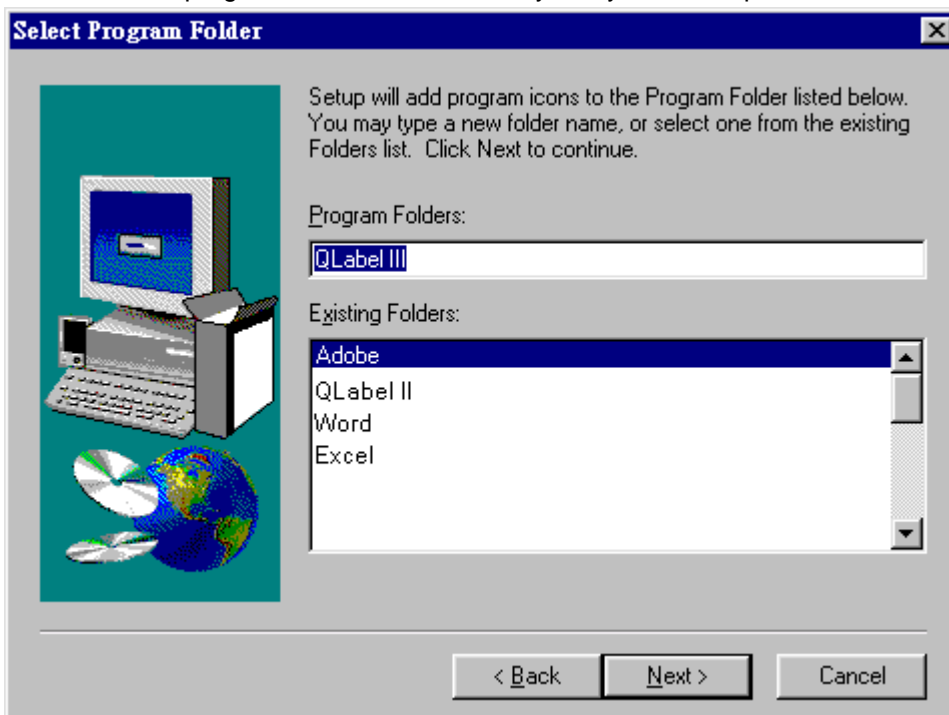 Select Program Folder
Setup will add program icons to the Program Folder listed below.
You may type a new folder name, or select one from the existing
Folders list. Click Next to continue.
Program Folders:
QLabel III
Existing Folders:
Adobe
QLabel II
Word
Excel
< Back
Next >
Cancel